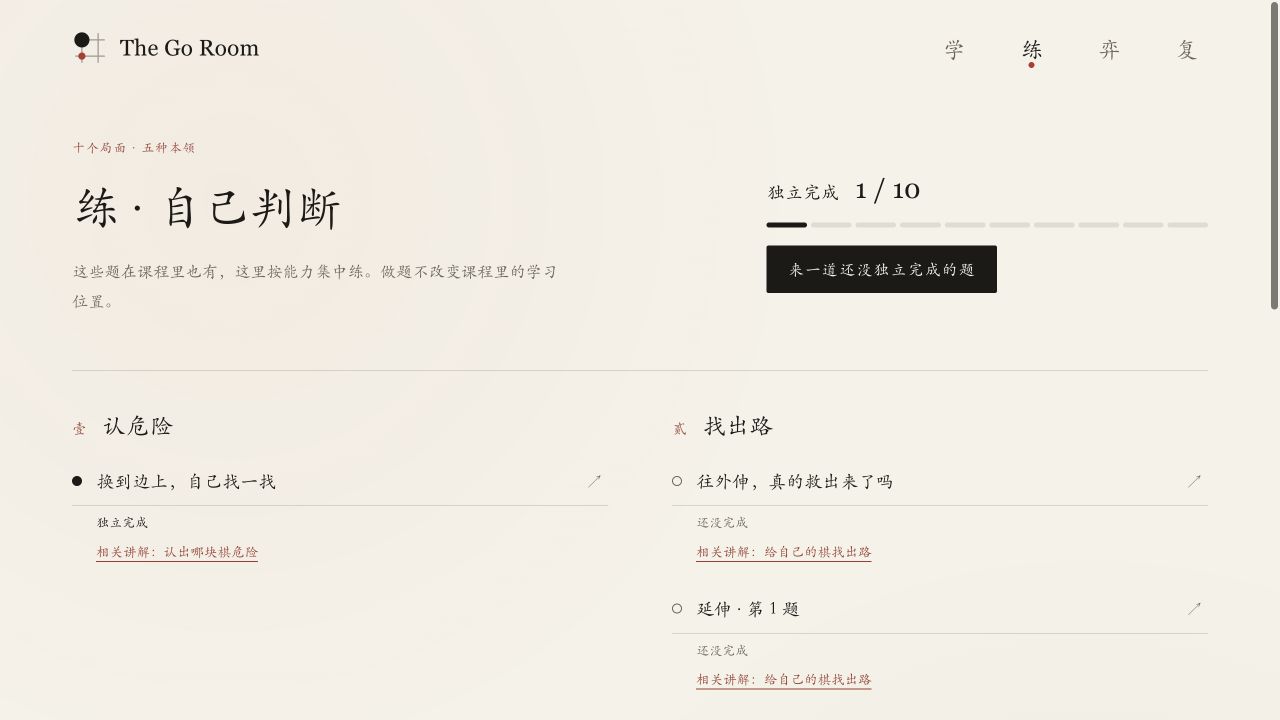 The Go Room
学 练 弈 复
十个局面 · 五种本领
练 · 自己判断
这些题在课程里也有，这里按能力集中练。做题不改变课程里的学习
位置。
独立完成 1 / 10
来一道还没独立完成的题
壹 认危险
换到边上，自己找一找
独立完成
相关讲解：认出哪块棋危险
贰 找出路
往外伸，真的救出来了吗
还没完成
相关讲解：给自己的棋找出路
延伸 · 第 1 题
还没完成
相关讲解：给自己的棋找出路